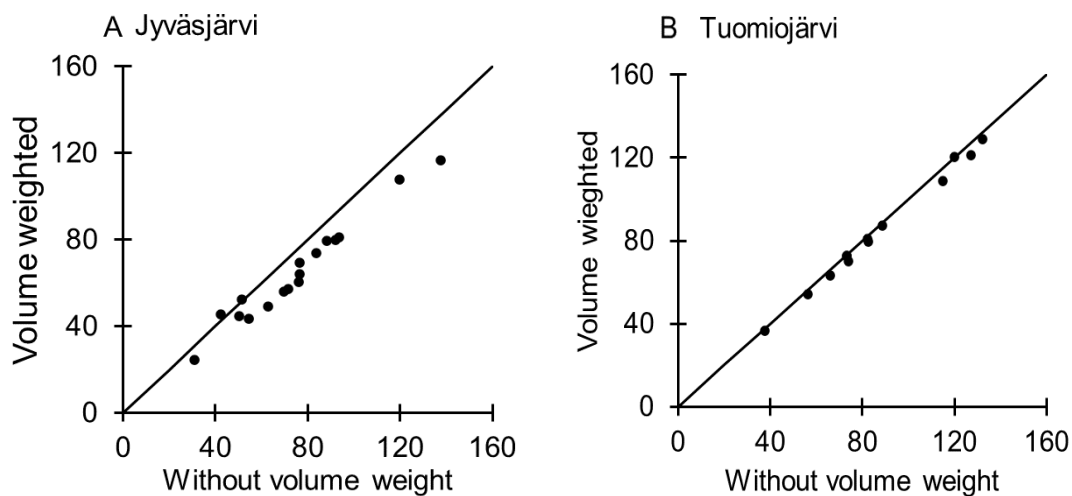 A Jyväsjärvi
160
120
80
40
0
Volume weighted
0 40 80 120 160
Without volume weight
B Tuomiojärvi
160
120
80
40
0
Volume wieghted
0 40 80 120 160
Without volume weight